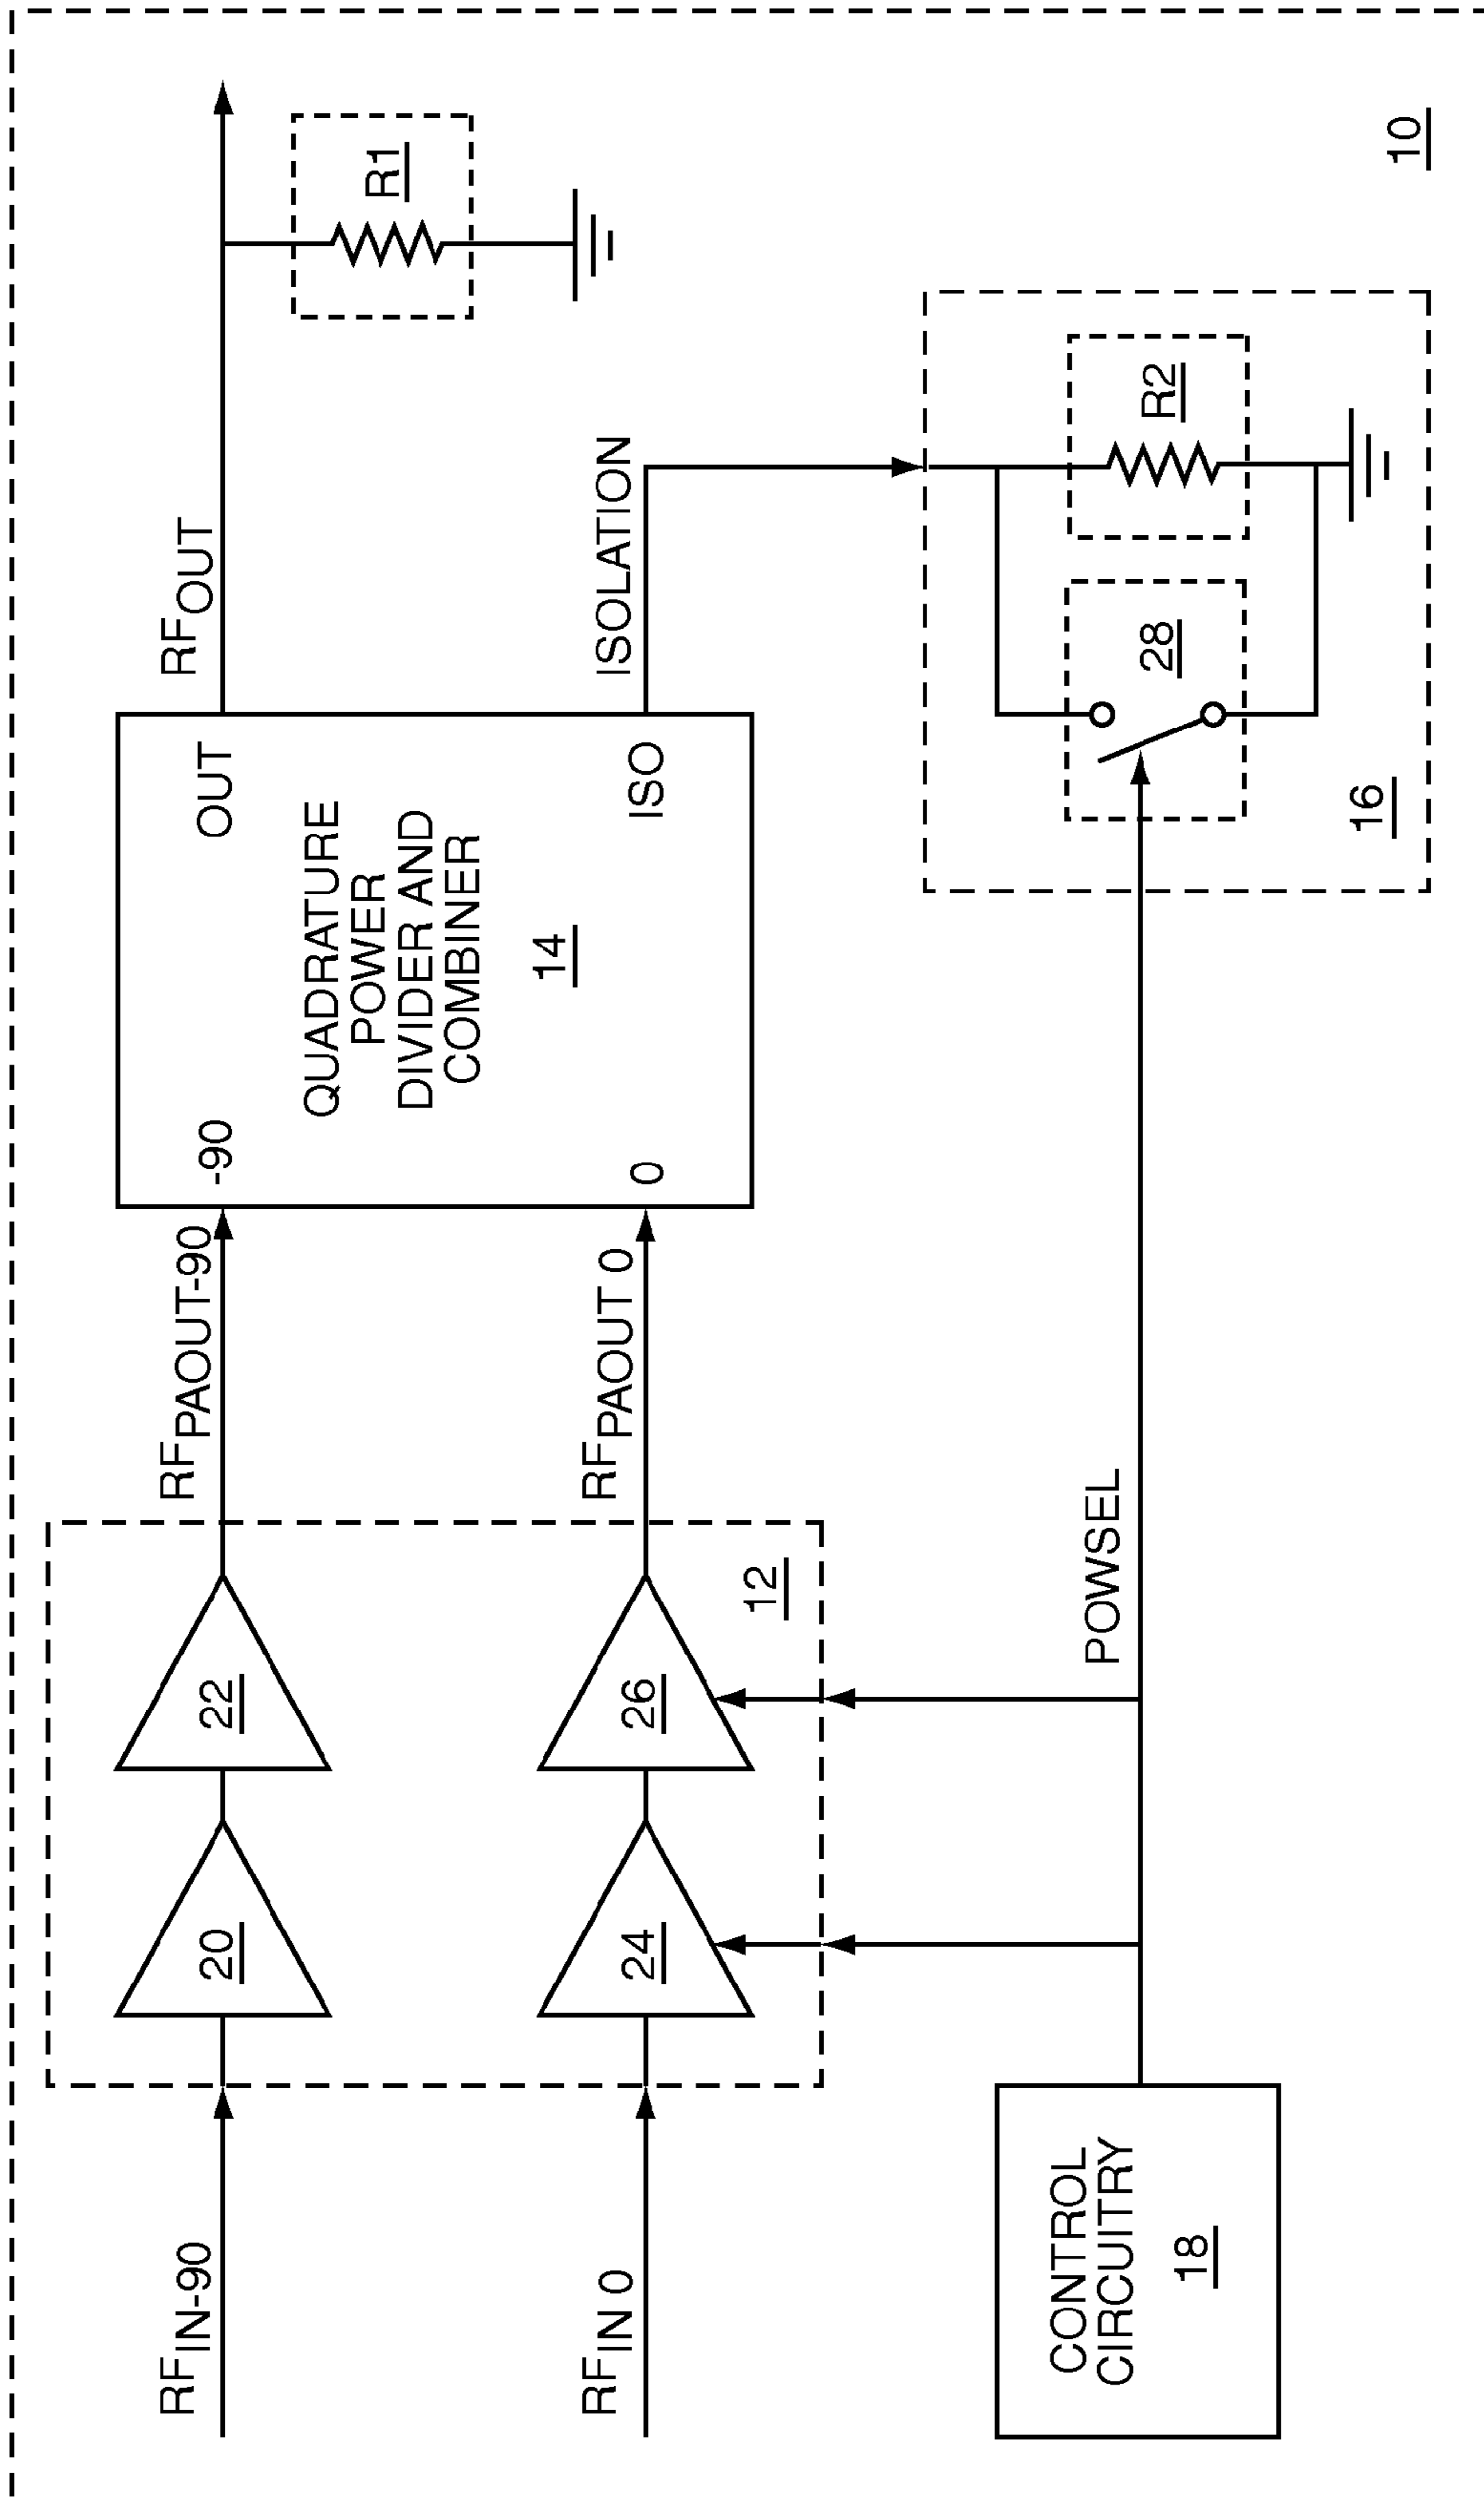 RFIN-90
20
22
RFPAOUT-90
-90
OUT
RFOUT
R1
QUADRATURE
POWER
DIVIDER AND
COMBINER
14
RFIN 0
24
26
RFPAOUT 0
0
ISO
ISOLATION
12
CONTROL
CIRCUITRY
18
POWSEL
28
R2
16
10